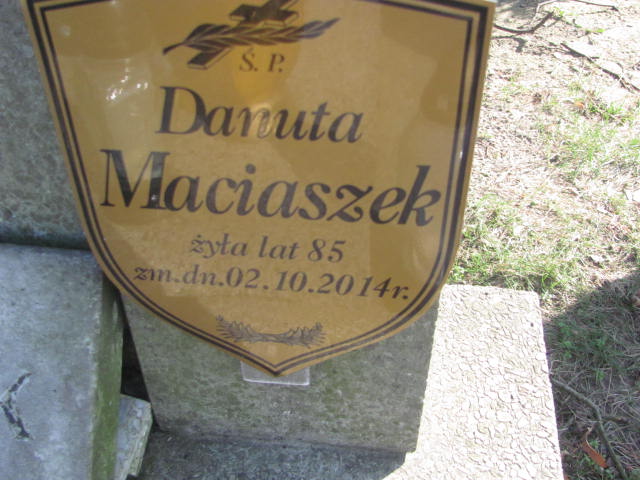 Ś. P.
Danuta
Maciaszek
żyła lat 85
zm.dn.02.10.2014r.